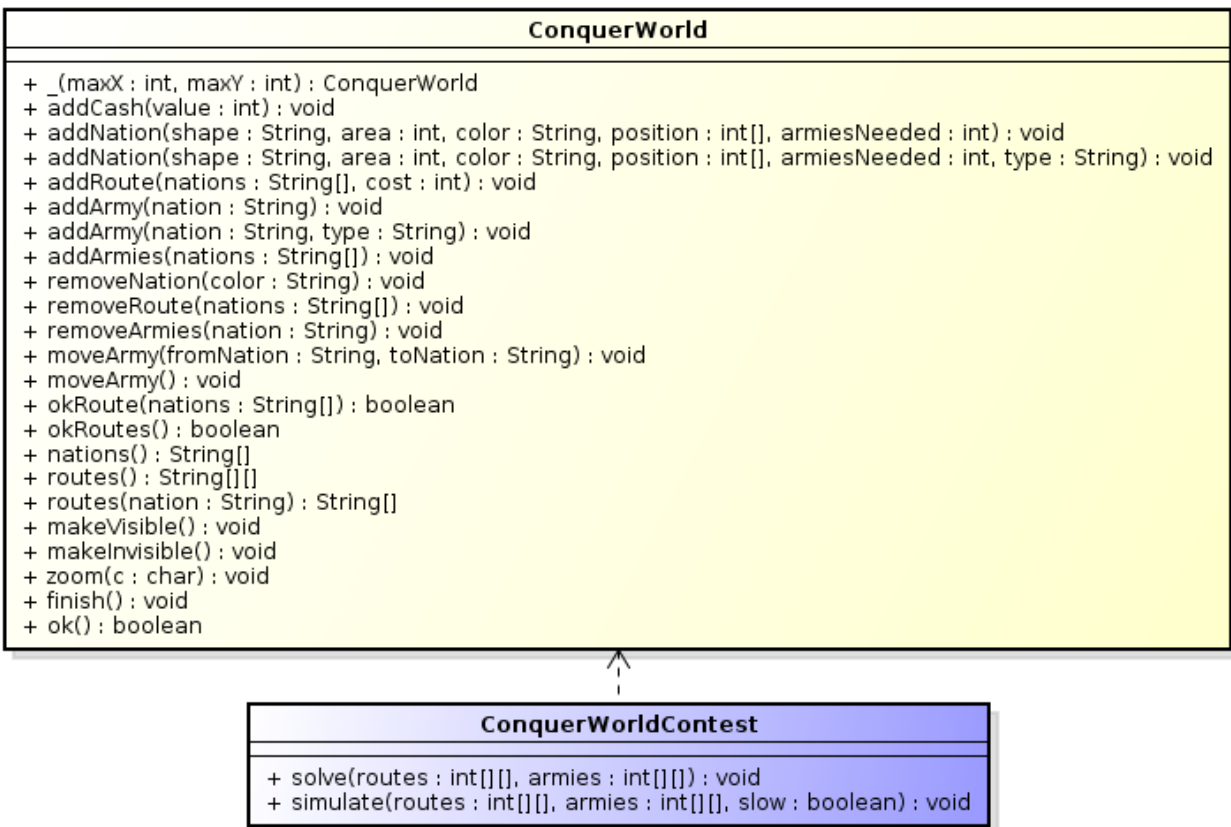 ConquerWorld
+ _(maxX : int, maxY : int) : ConquerWorld
+ addCash(value : int) : void
+ addNation(shape : String, area : int, color : String, position : int[], armiesNeeded : int) : void
+ addNation(shape : String, area : int, color : String, position : int[], armiesNeeded : int, type : String) : void
+ addRoute(nations : String[], cost : int) : void
+ addArmy(nation : String) : void
+ addArmy(nation : String, type : String) : void
+ addArmies(nations : String[]) : void
+ removeNation(color : String) : void
+ removeRoute(nations : String[]) : void
+ removeArmies(nation : String) : void
+ moveArmy(fromNation : String, toNation : String) : void
+ moveArmy() : void
+ okRoute(nations : String[]) : boolean
+ okRoutes() : boolean
+ nations() : String[]
+ routes() : String[][]
+ routes(nation : String) : String[]
+ makeVisible() : void
+ makeInvisible() : void
+ zoom(c : char) : void
+ finish() : void
+ ok() : boolean
ConquerWorldContest
+ solve(routes : int[][], armies : int[][]) : void
+ simulate(routes : int[][], armies : int[][], slow : boolean) : void